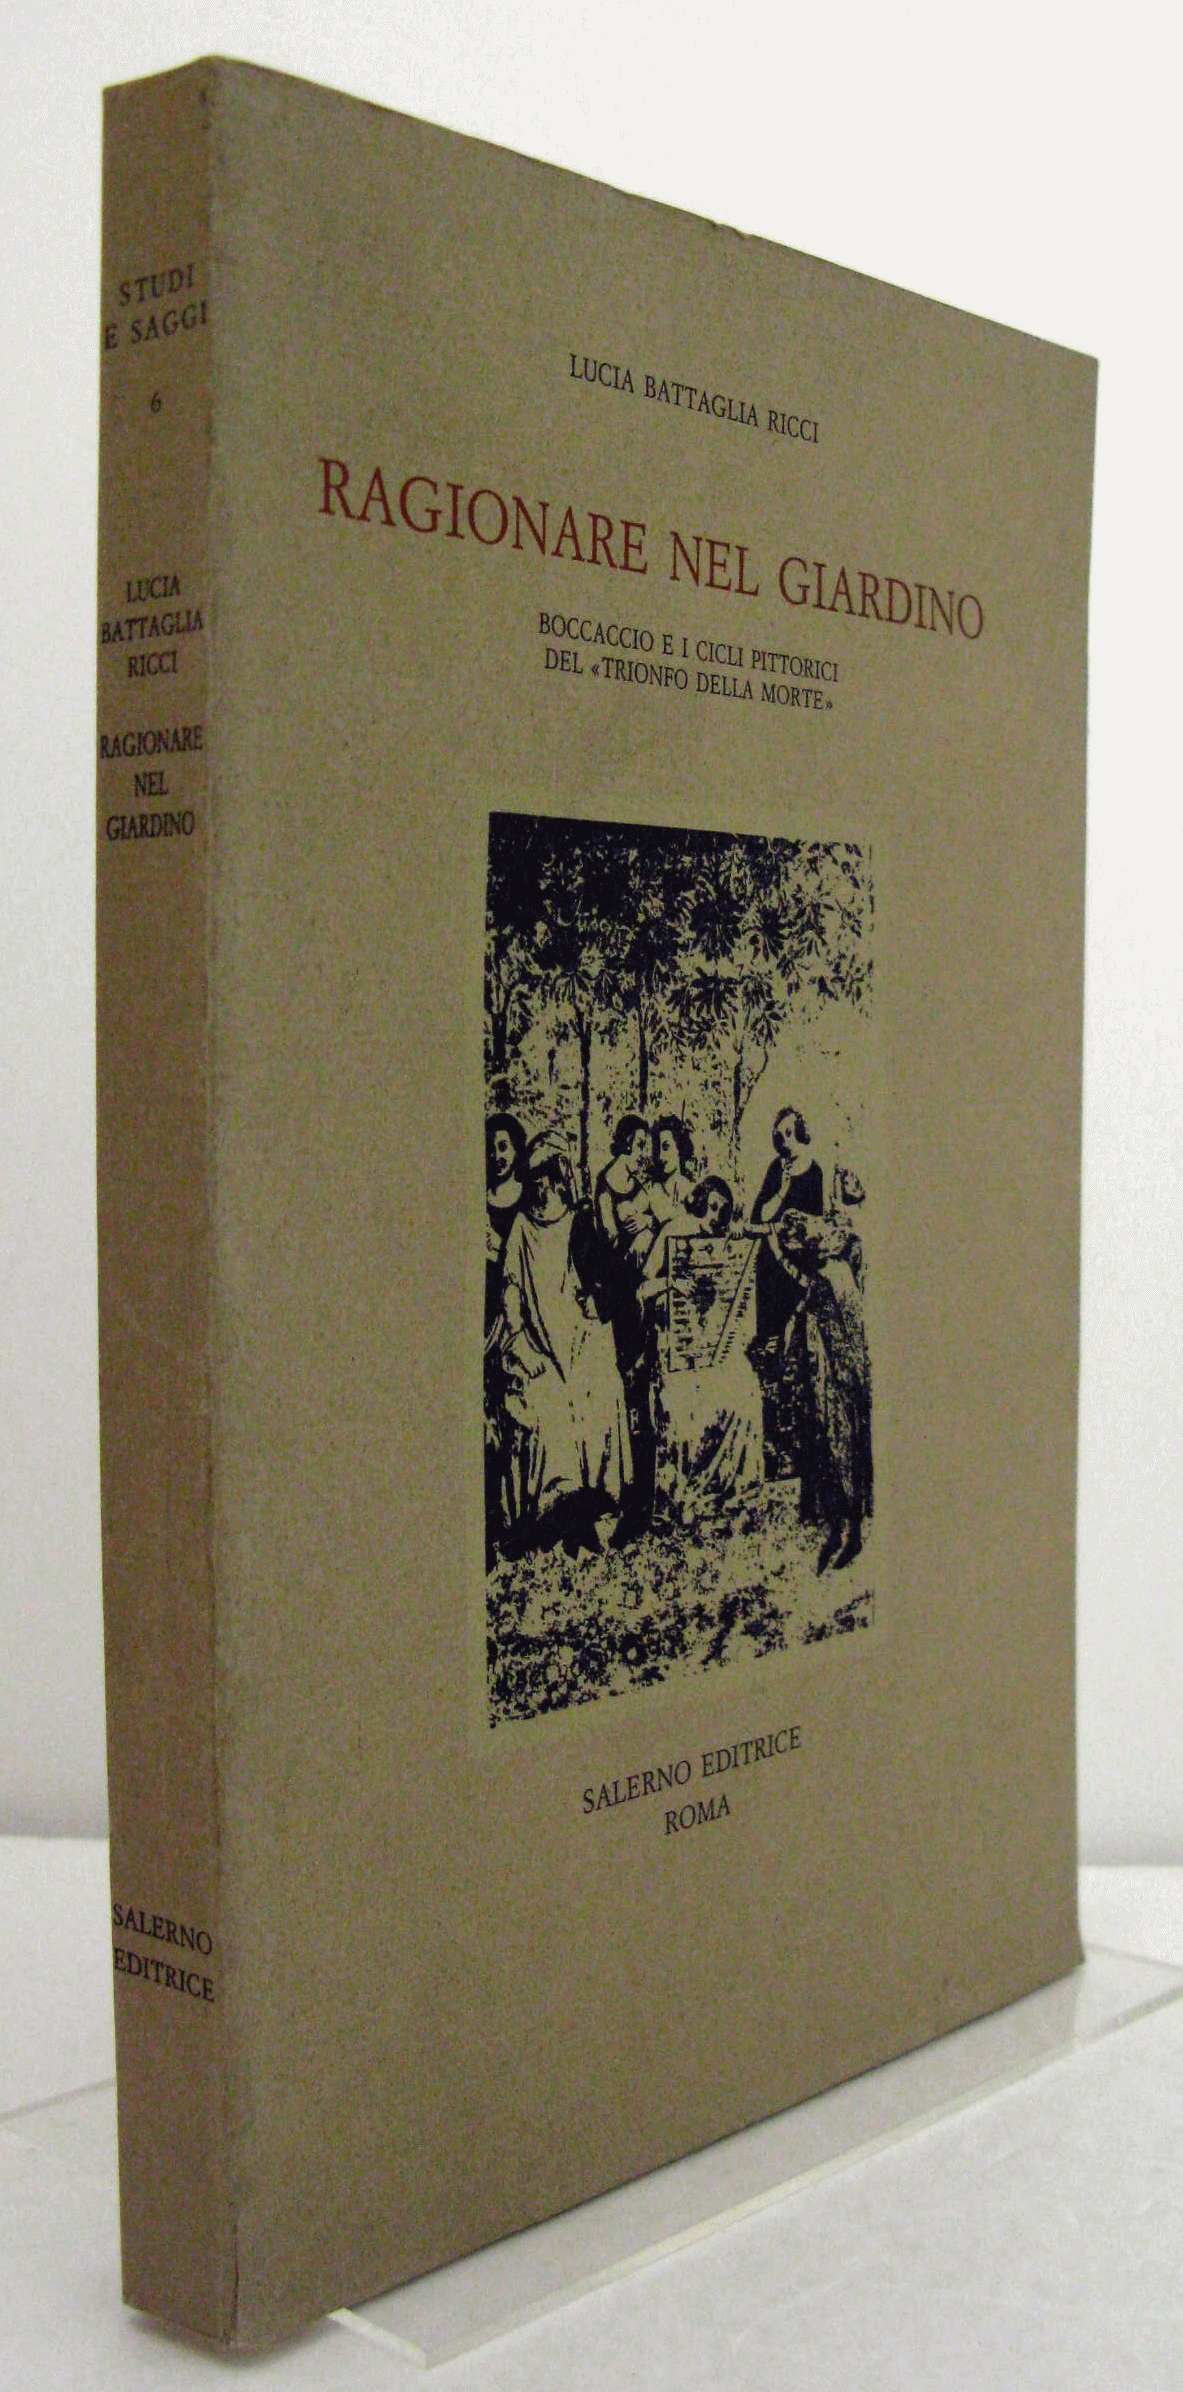 STUDI
E SAGGI
6
LUCIA
BATTAGLIA
RICCI
RAGIONARE
NEL
GIARDINO
SALERNO
EDITRICE
LUCIA BATTAGLIA RICCI
RAGIONARE NEL GIARDINO
BOCCACCIO E I CICLI PITTORICI
DEL «TRIONFO DELLA MORTE»
SALERNO EDITRICE
ROMA